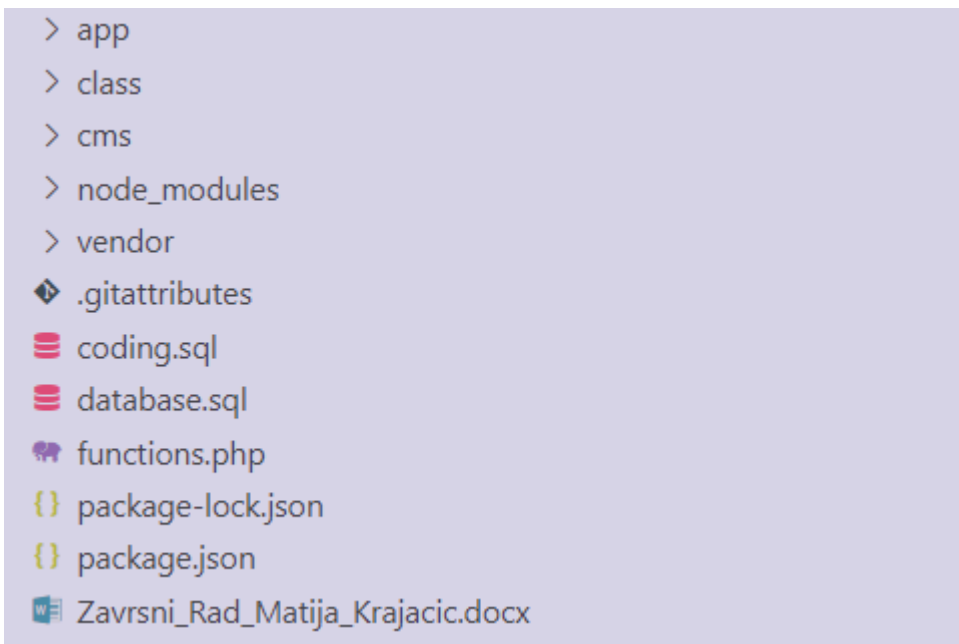 app
class
cms
node_modules
vendor
.gitattributes
coding.sql
database.sql
functions.php
package-lock.json
package.json
Zavrsni_Rad_Matija_Krajacic.docx